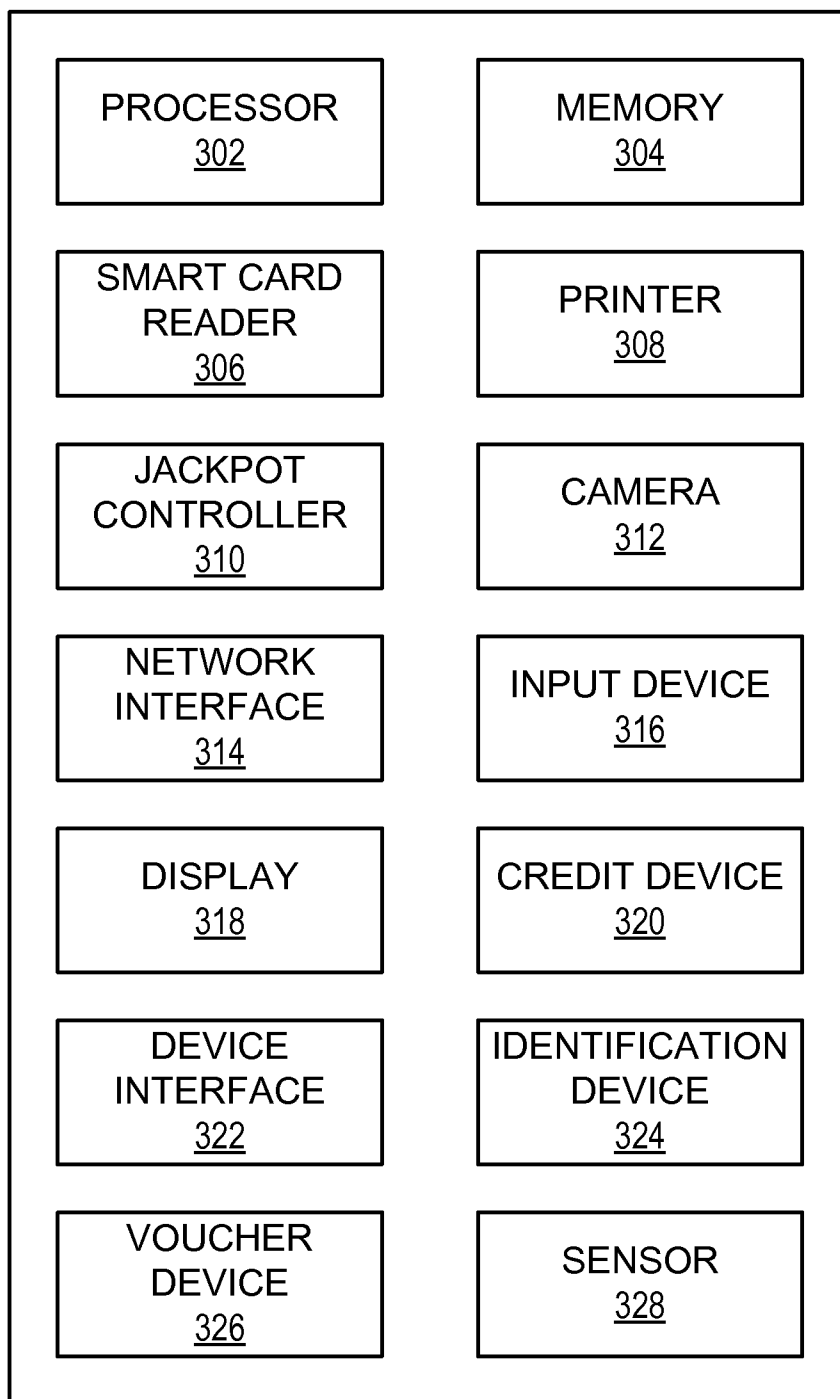 PROCESSOR
302
MEMORY
304
SMART CARD
READER
306
PRINTER
308
JACKPOT
CONTROLLER
310
CAMERA
312
NETWORK
INTERFACE
314
INPUT DEVICE
316
DISPLAY
318
CREDIT DEVICE
320
DEVICE
INTERFACE
322
IDENTIFICATION
DEVICE
324
VOUCHER
DEVICE
326
SENSOR
328